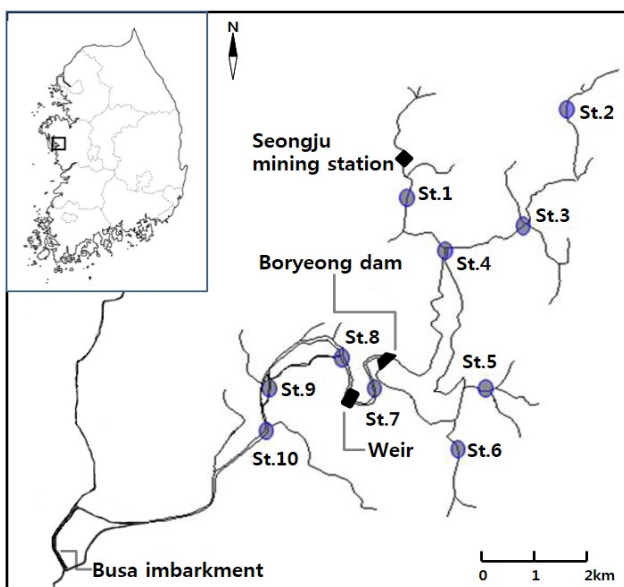 N
St.2
Seongju
mining station
St.1
St.3
St.4
Boryeong dam
St.8
St.5
St.9
St.7
Weir
St.6
St.10
Busa imbarkment
0 1 2km